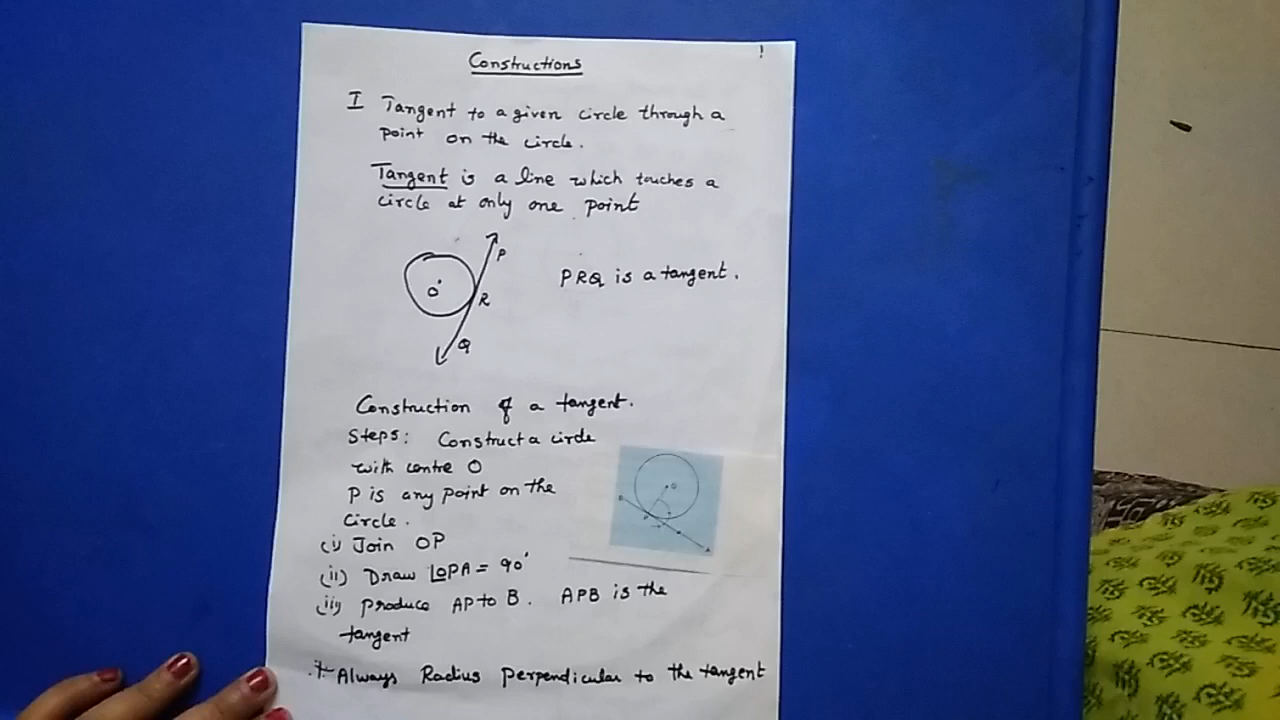 !
Constructions
I Tangent to a given circle through a
point on the circle.
Tangent is a line which touches a
circle at only one point
P
O
R
Q
PRQ is a tangent.
Construction of a tangent.
Steps: Construct a circle
with centre O
P is any point on the
circle.
(i) Join OP
(ii) Draw ∠OPA = 90°
(iii) Produce AP to B. APB is the
tangent
* Always Radius perpendicular to the tangent
O
B
P
A